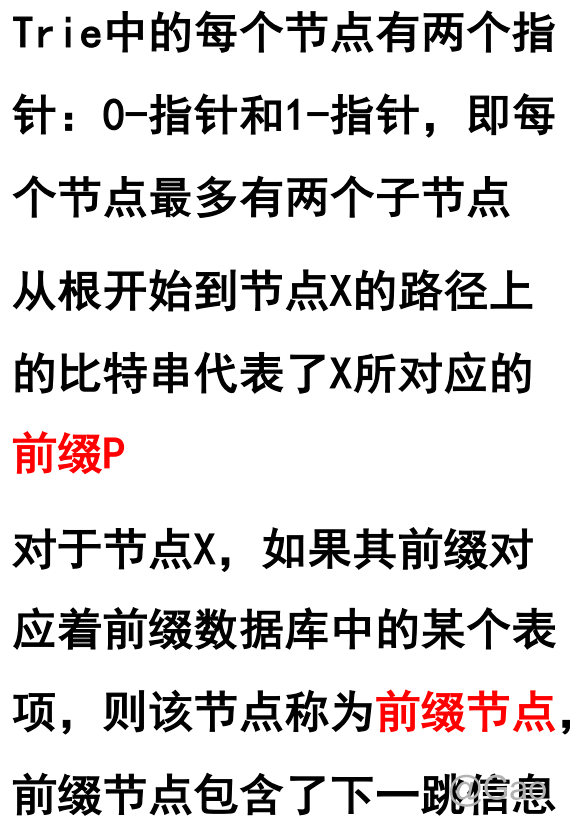 Trie中的每个节点有两个指
针：0-指针和1-指针，即每
个节点最多有两个子节点
从根开始到节点X的路径上
的比特串代表了X所对应的
前缀P
对于节点X，如果其前缀对
应着前缀数据库中的某个表
项，则该节点称为前缀节点，
前缀节点包含了下一跳信息
@Gao